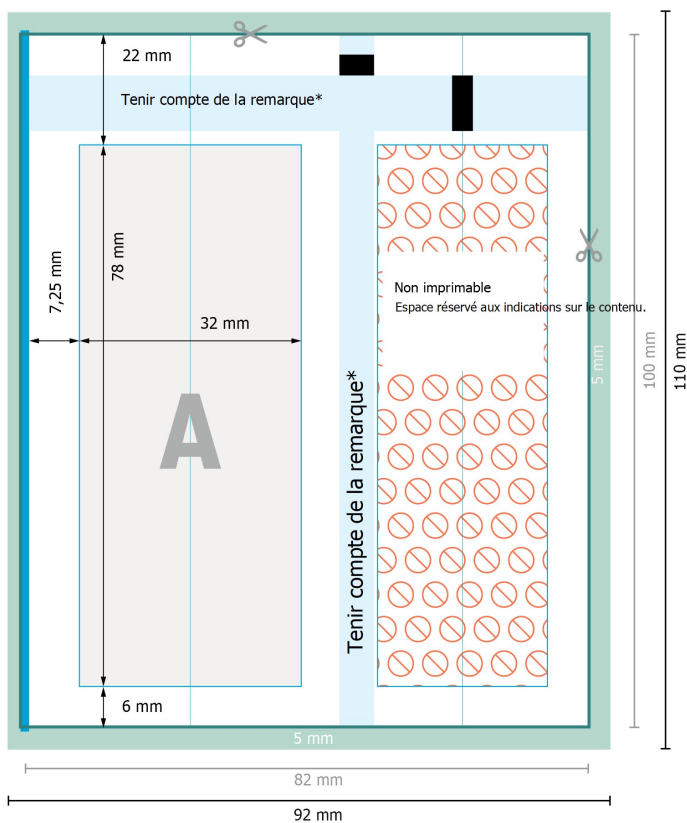 22 mm
Tenir compte de la remarque*
78 mm
7,25 mm
32 mm
A
Non imprimable
Espace réservé aux indications sur le contenu.
Tenir compte de la remarque*
5 mm
100 mm
110 mm
6 mm
5 mm
82 mm
92 mm